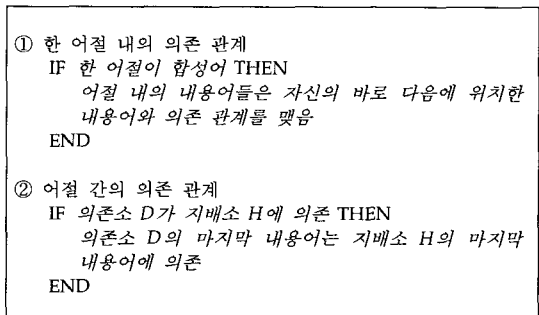 ① 한 어절 내의 의존 관계
IF 한 어절이 합성어 THEN
어절 내의 내용어들은 자신의 바로 다음에 위치한
내용어와 의존 관계를 맺음
END
② 어절 간의 의존 관계
IF 의존소 D가 지배소 H에 의존 THEN
의존소 D의 마지막 내용어는 지배소 H의 마지막
내용어에 의존
END